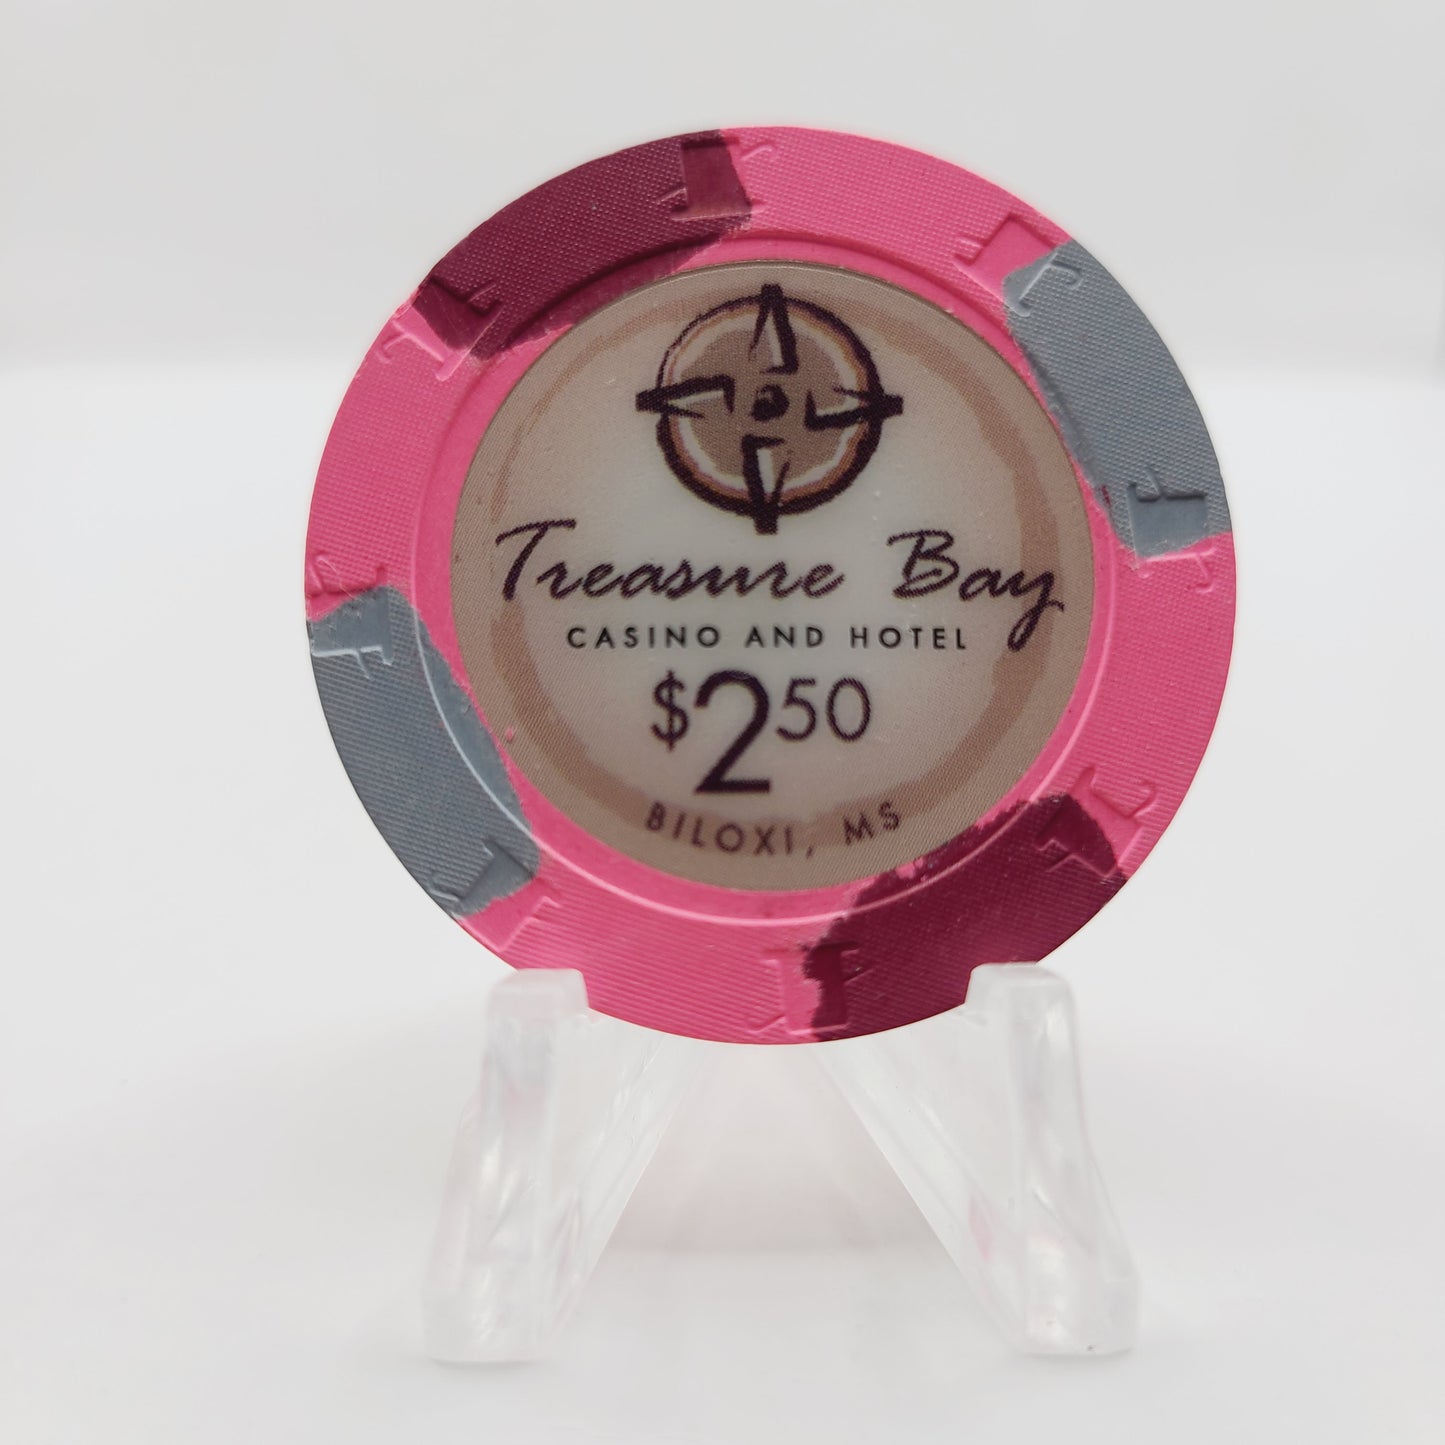 Treasure Bay
CASINO AND HOTEL
$2 50
BILOXI, MS